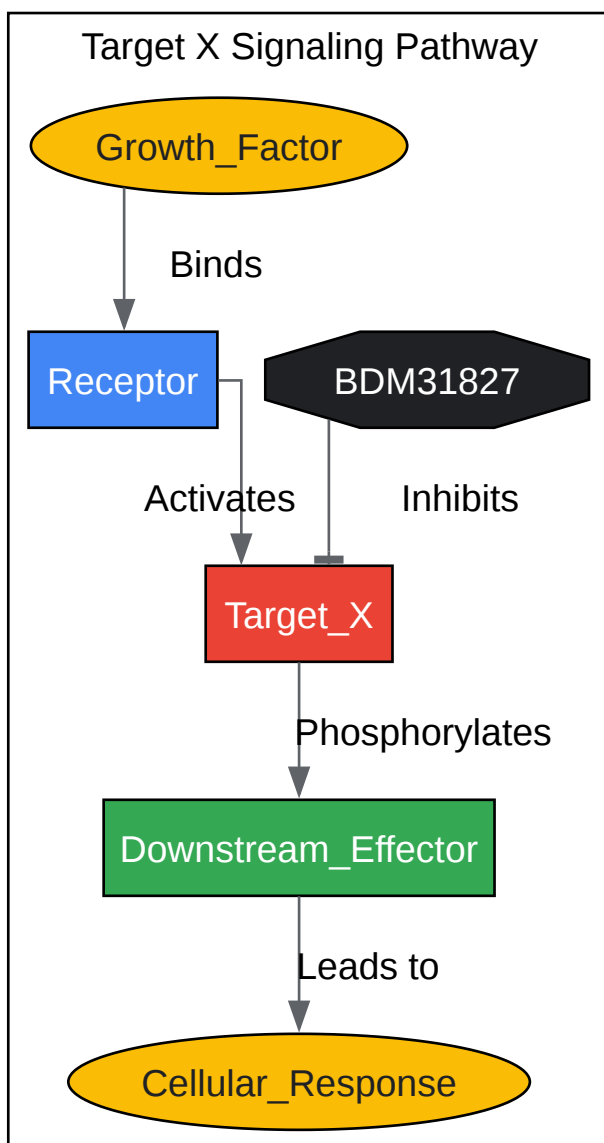 Target X Signaling Pathway
Growth_Factor
Binds
Receptor
BDM31827
Activates
Inhibits
Target_X
Phosphorylates
Downstream_Effector
Leads to
Cellular_Response